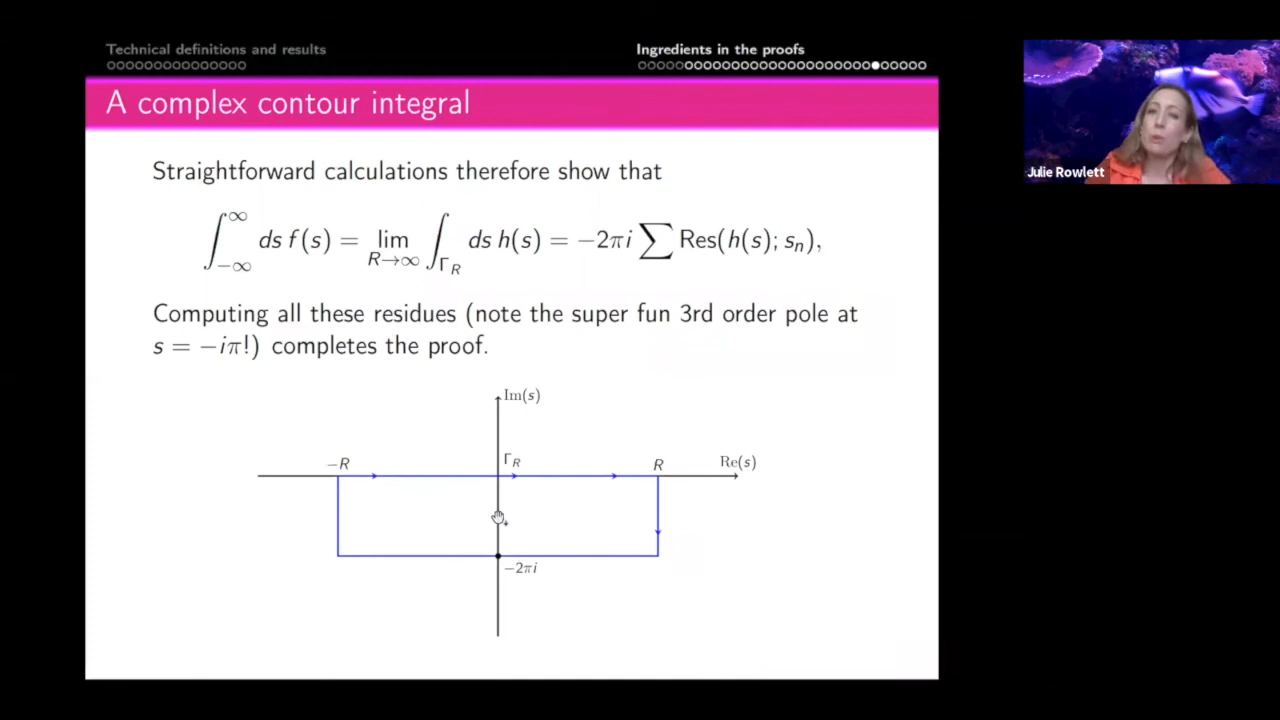 Technical definitions and results
Ingredients in the proofs
A complex contour integral
Straightforward calculations therefore show that
∫_{-∞}^{∞} ds f(s) = lim_{R→∞} ∫_{Γ_R} ds h(s) = −2πi ∑ Res(h(s); s_n),
Computing all these residues (note the super fun 3rd order pole at
s = −iπ!) completes the proof.
Im(s)
−R
Γ_R
R
Re(s)
−2πi
Julie Rowlett